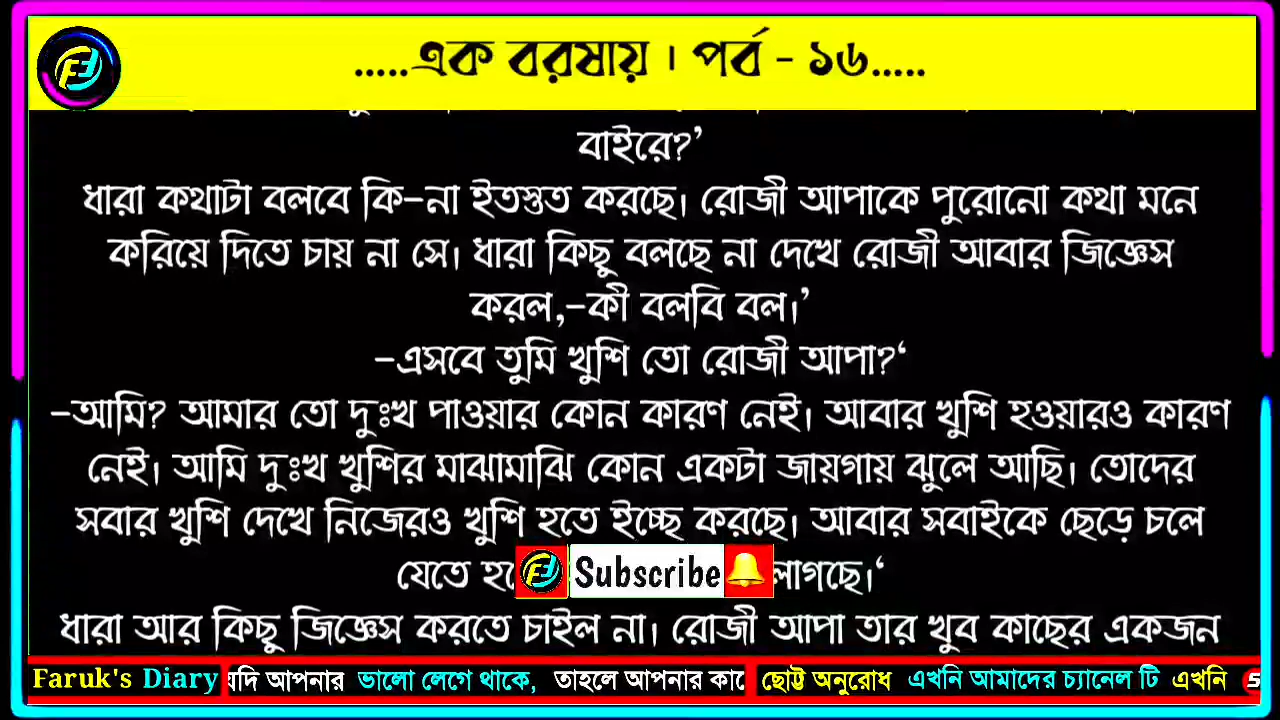 .....এক বরষায় । পর্ব - ১৬.....
বাইরে?’
ধারা কথাটা বলবে কি-না ইতস্তত করছে। রোজী আপাকে পুরোনো কথা মনে
করিয়ে দিতে চায় না সে। ধারা কিছু বলছে না দেখে রোজী আবার জিজ্ঞেস
করল,-কী বলবি বল।’
-এসবে তুমি খুশি তো রোজী আপা?‘
-আমি? আমার তো দুঃখ পাওয়ার কোন কারণ নেই। আবার খুশি হওয়ারও কারণ
নেই। আমি দুঃখ খুশির মাঝামাঝি কোন একটা জায়গায় ঝুলে আছি। তোদের
সবার খুশি দেখে নিজেরও খুশি হতে ইচ্ছে করছে। আবার সবাইকে ছেড়ে চলে
যেতে লাগছে।‘
Subscribe
ধারা আর কিছু জিজ্ঞেস করতে চাইল না। রোজী আপা তার খুব কাছের একজন
Faruk's Diary যদি আপনার ভালো লেগে থাকে, তাহলে আপনার ছোট্ট অনুরোধ এখনি আমাদের চ্যানেল টি এখনি